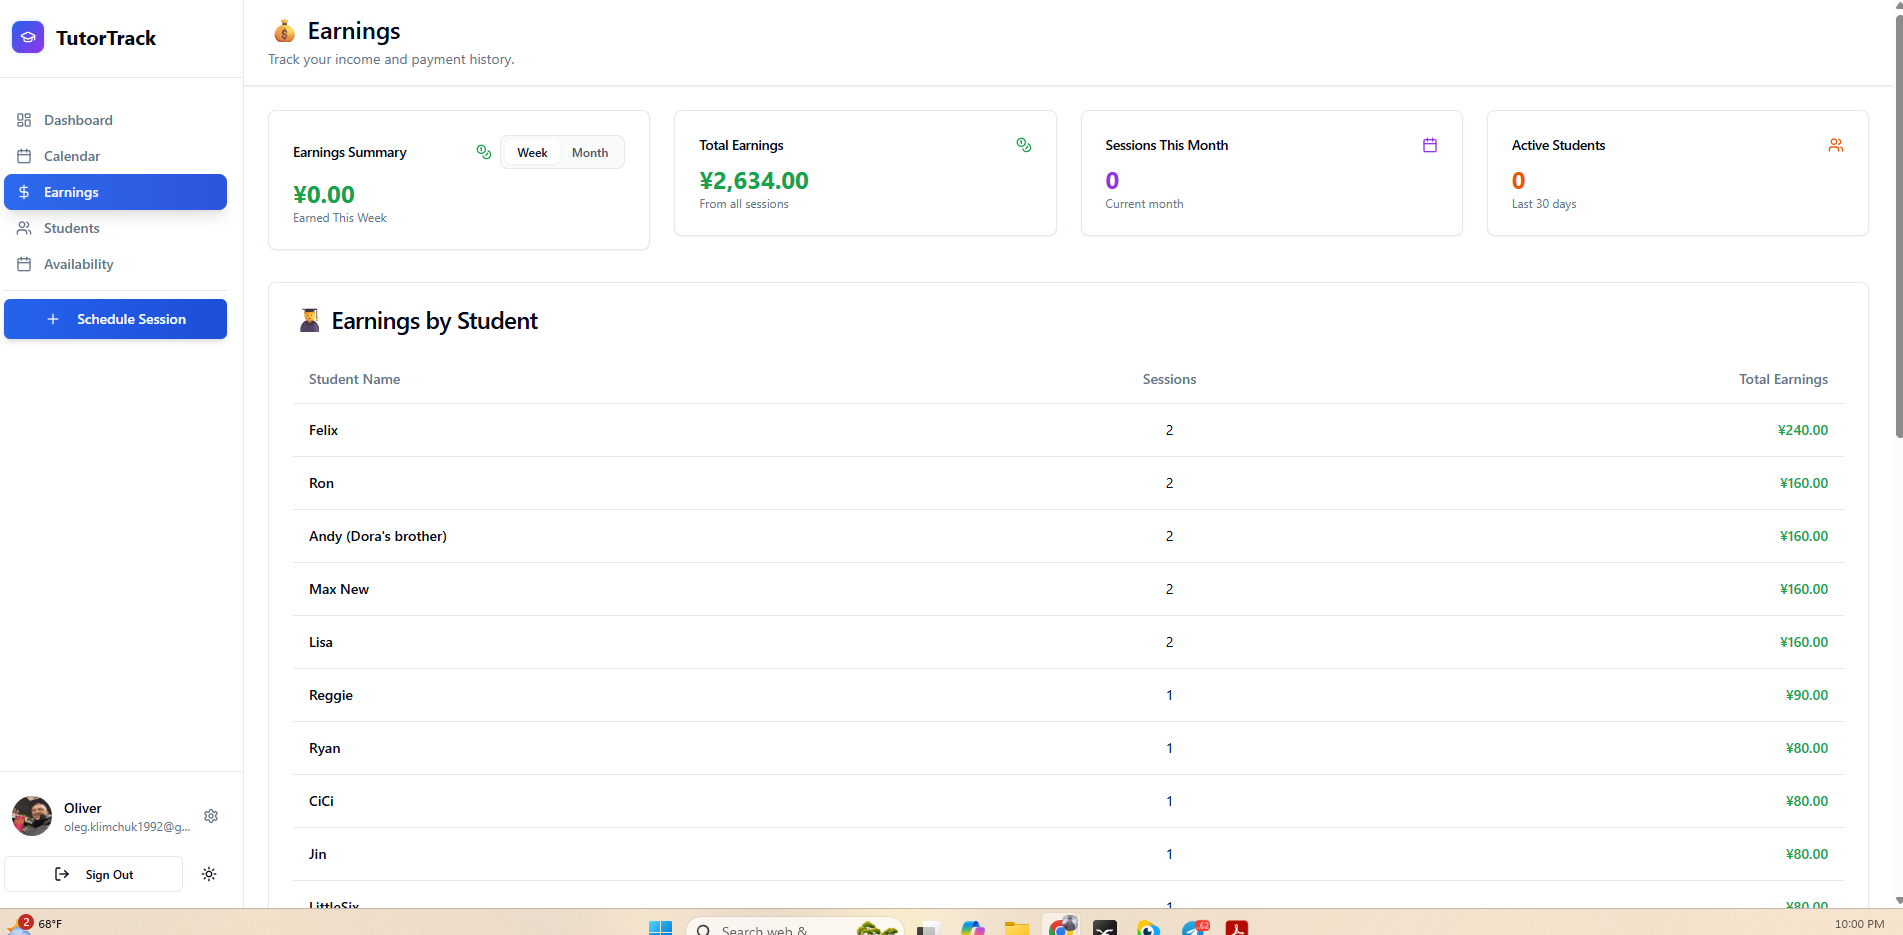 TutorTrack
Dashboard
Calendar
Earnings
Students
Availability
Schedule Session
Oliver
oleg.klimchuk1992@g...
Sign Out
Earnings
Track your income and payment history.
Earnings Summary
Week Month
¥0.00
Earned This Week
Total Earnings
¥2,634.00
From all sessions
Sessions This Month
0
Current month
Active Students
0
Last 30 days
Earnings by Student
Student Name Sessions Total Earnings
Felix 2 ¥240.00
Ron 2 ¥160.00
Andy (Dora's brother) 2 ¥160.00
Max New 2 ¥160.00
Lisa 2 ¥160.00
Reggie 1 ¥90.00
Ryan 1 ¥80.00
CiCi 1 ¥80.00
Jin 1 ¥80.00
LittleSix 1 ¥80.00
2 68°F
Search web &
62
10:00 PM